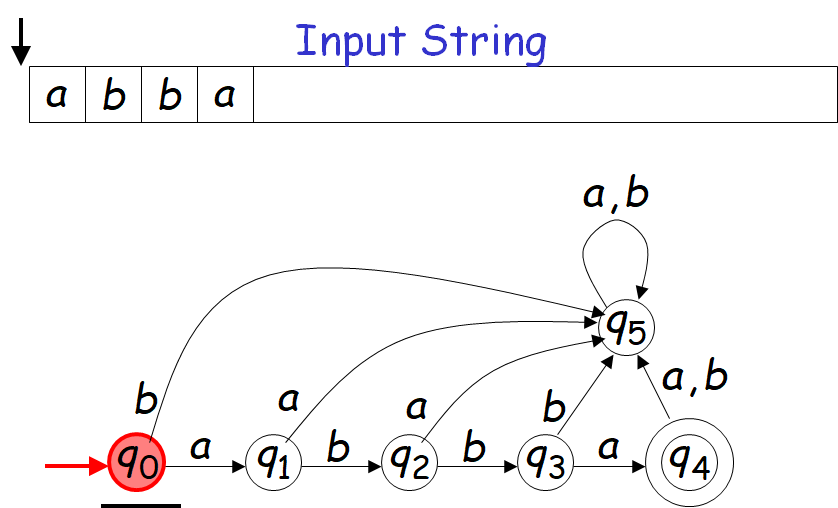 Input String
a b b a
a,b
q5
b a a b a,b
q0 a q1 b q2 b q3 a q4